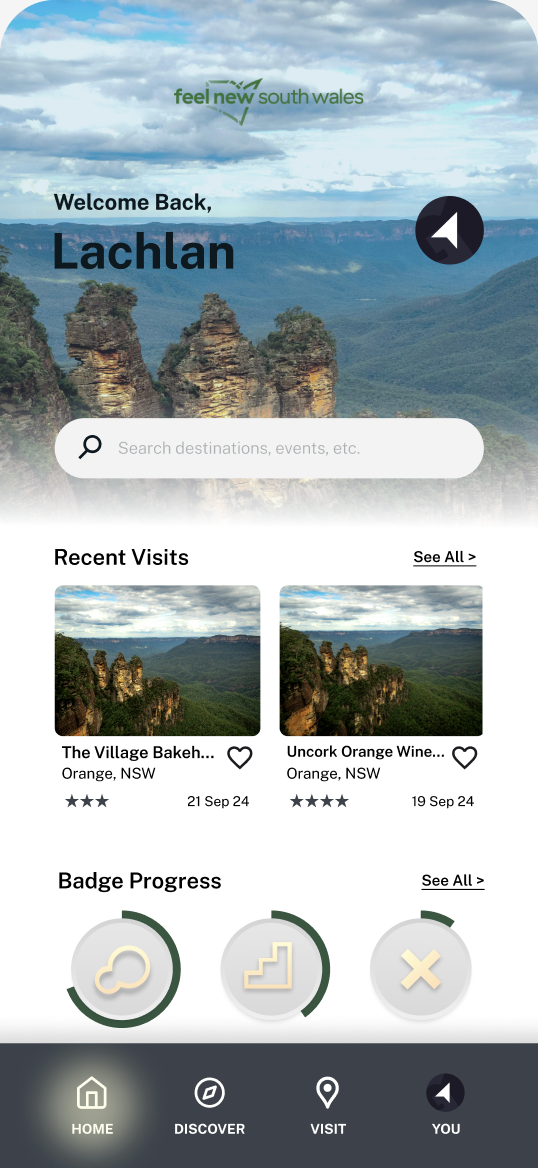 feel new south wales
Welcome Back,
Lachlan
Search destinations, events, etc.
Recent Visits
See All >
The Village Bakeh...
Orange, NSW
★★★
21 Sep 24
Uncork Orange Wine...
Orange, NSW
★★★★
19 Sep 24
Badge Progress
See All >
HOME
DISCOVER
VISIT
YOU